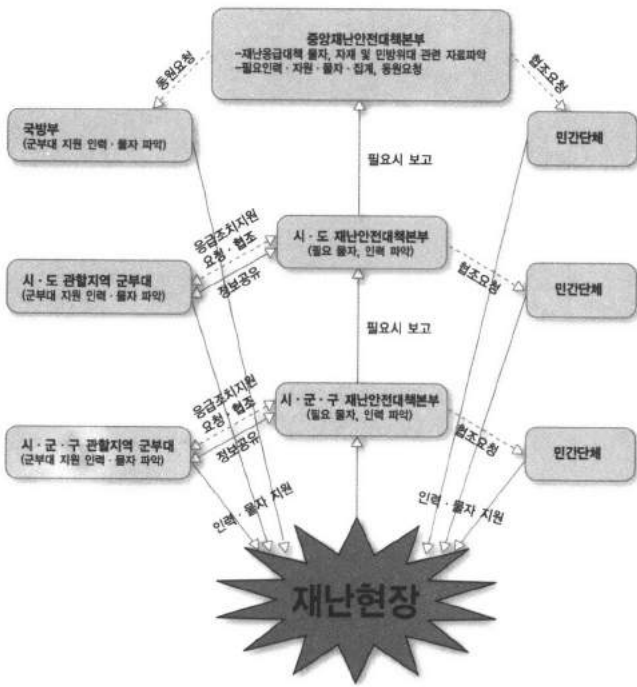 중앙재난안전대책본부
-재난응급대책 물자, 자재 및 민방위대 관련 자료파악
-필요인력·자원·물자·집계, 동원요청
동원요청
협조요청
국방부
(군부대 지원 인력·물자 파악)
민간단체
필요시 보고
응급조치지원
요청·협조
정보공유
시·도 재난안전대책본부
(필요 물자, 인력 파악)
시·도 관할지역 군부대
(군부대 지원 인력·물자 파악)
협조요청
민간단체
필요시 보고
응급조치지원
요청·협조
정보공유
시·군·구 재난안전대책본부
(필요 물자, 인력 파악)
시·군·구 관할지역 군부대
(군부대 지원 인력·물자 파악)
협조요청
민간단체
인력·물자 지원
인력·물자 지원
재난현장